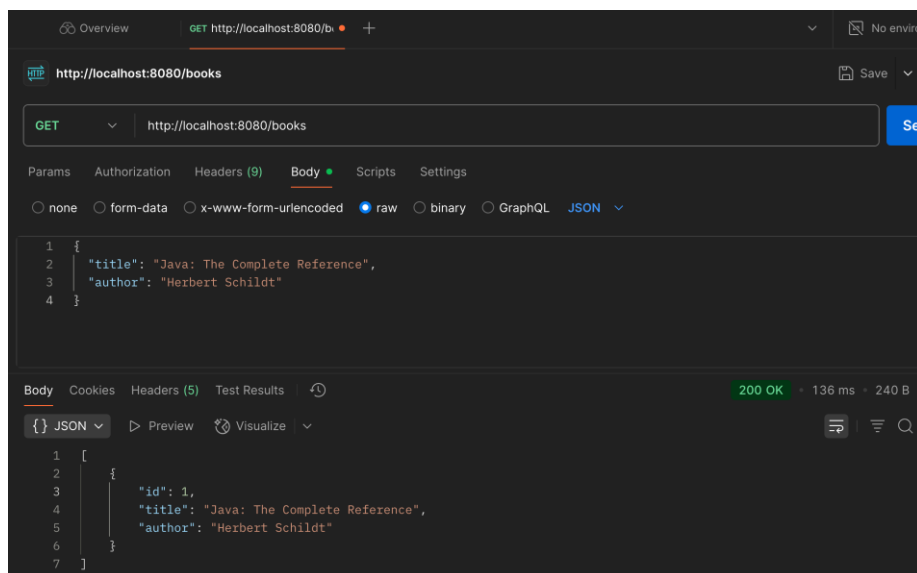 Overview GET http://localhost:8080/b No enviro
HTTP http://localhost:8080/books Save
GET http://localhost:8080/books Se
Params Authorization Headers (9) Body Scripts Settings
none form-data x-www-form-urlencoded raw binary GraphQL JSON
1 {
2 "title": "Java: The Complete Reference",
3 "author": "Herbert Schildt"
4 }
Body Cookies Headers (5) Test Results 200 OK • 136 ms • 240 B
{} JSON Preview Visualize
1 [
2 {
3 "id": 1,
4 "title": "Java: The Complete Reference",
5 "author": "Herbert Schildt"
6 }
7 ]